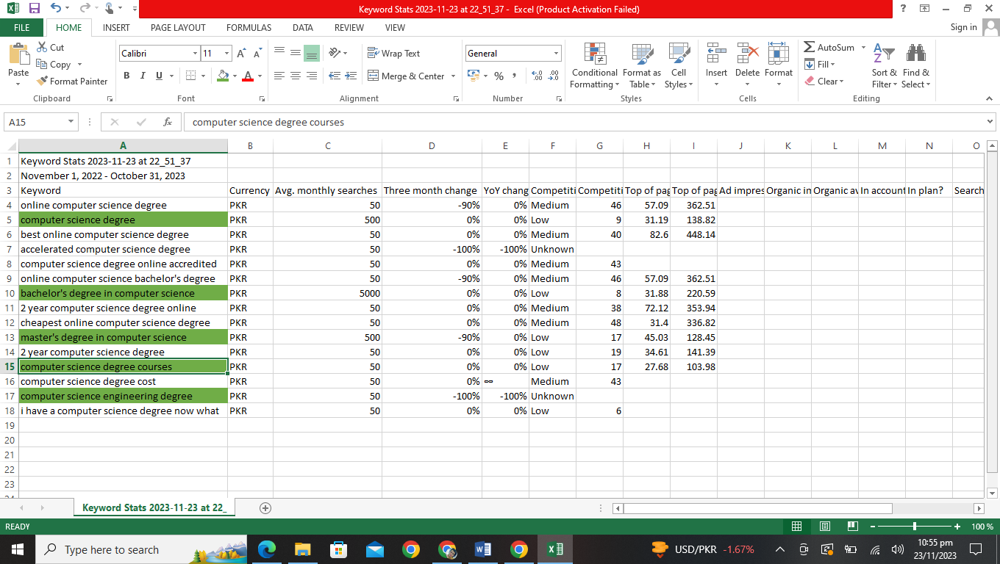 Keyword Stats 2023-11-23 at 22_51_37 - Excel (Product Activation Failed)
FILE HOME INSERT PAGE LAYOUT FORMULAS DATA REVIEW VIEW Sign in
Paste Cut Copy Format Painter Clipboard
Calibri 11 B I U A Font
Wrap Text Merge & Center Alignment
General % Number
Conditional Formatting Format as Table Cell Styles Styles
Insert Delete Format Cells
AutoSum Fill Clear Sort & Filter Find & Select Editing
A15 fx computer science degree courses
A B C D E F G H I J K L M N O
1 Keyword Stats 2023-11-23 at 22_51_37
2 November 1, 2022 - October 31, 2023
3 Keyword Currency Avg. monthly searches Three month change YoY chang Competiti Competiti Top of pag Top of pag Ad impres Organic in Organic av In account In plan? Search
4 online computer science degree PKR 50 -90% 0% Medium 46 57.09 362.51
5 computer science degree PKR 500 0% 0% Low 9 31.19 138.82
6 best online computer science degree PKR 50 0% 0% Medium 40 82.6 448.14
7 accelerated computer science degree PKR 50 -100% -100% Unknown
8 computer science degree online accredited PKR 50 0% 0% Medium 43
9 online computer science bachelor's degree PKR 50 -90% 0% Medium 46 57.09 362.51
10 bachelor's degree in computer science PKR 5000 0% 0% Low 8 31.88 220.59
11 2 year computer science degree online PKR 50 0% 0% Medium 38 72.12 353.94
12 cheapest online computer science degree PKR 50 0% 0% Medium 48 31.4 336.82
13 master's degree in computer science PKR 500 -90% 0% Low 17 45.03 128.45
14 2 year computer science degree PKR 50 0% 0% Low 19 34.61 141.39
15 computer science degree courses PKR 50 0% 0% Low 17 27.68 103.98
16 computer science degree cost PKR 50 0% ∞ Medium 43
17 computer science engineering degree PKR 50 -100% -100% Unknown
18 i have a computer science degree now what PKR 50 0% 0% Low 6
19
20
21
22
23
24
Keyword Stats 2023-11-23 at 22_
READY 100 %
Type here to search USD/PKR -1.67% 10:55 pm
23/11/2023